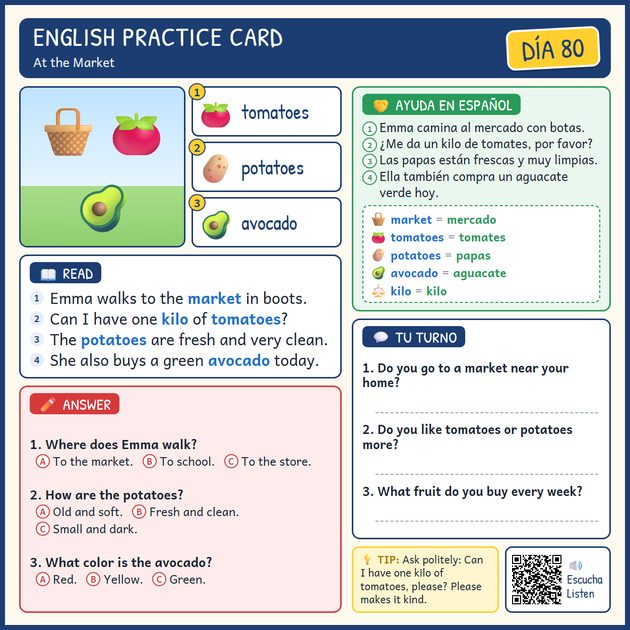 ENGLISH PRACTICE CARD
At the Market
DÍA 80
1 tomatoes
2 potatoes
3 avocado
READ
1 Emma walks to the market in boots.
2 Can I have one kilo of tomatoes?
3 The potatoes are fresh and very clean.
4 She also buys a green avocado today.
ANSWER
1. Where does Emma walk?
A To the market. B To school. C To the store.
2. How are the potatoes?
A Old and soft. B Fresh and clean.
C Small and dark.
3. What color is the avocado?
A Red. B Yellow. C Green.
AYUDA EN ESPAÑOL
1 Emma camina al mercado con botas.
2 ¿Me da un kilo de tomates, por favor?
3 Las papas están frescas y muy limpias.
4 Ella también compra un aguacate
verde hoy.
market = mercado
tomatoes = tomates
potatoes = papas
avocado = aguacate
kilo = kilo
TU TURNO
1. Do you go to a market near your
home?
2. Do you like tomatoes or potatoes
more?
3. What fruit do you buy every week?
TIP: Ask politely: Can
I have one kilo of
tomatoes, please? Please
makes it kind.
Escucha
Listen